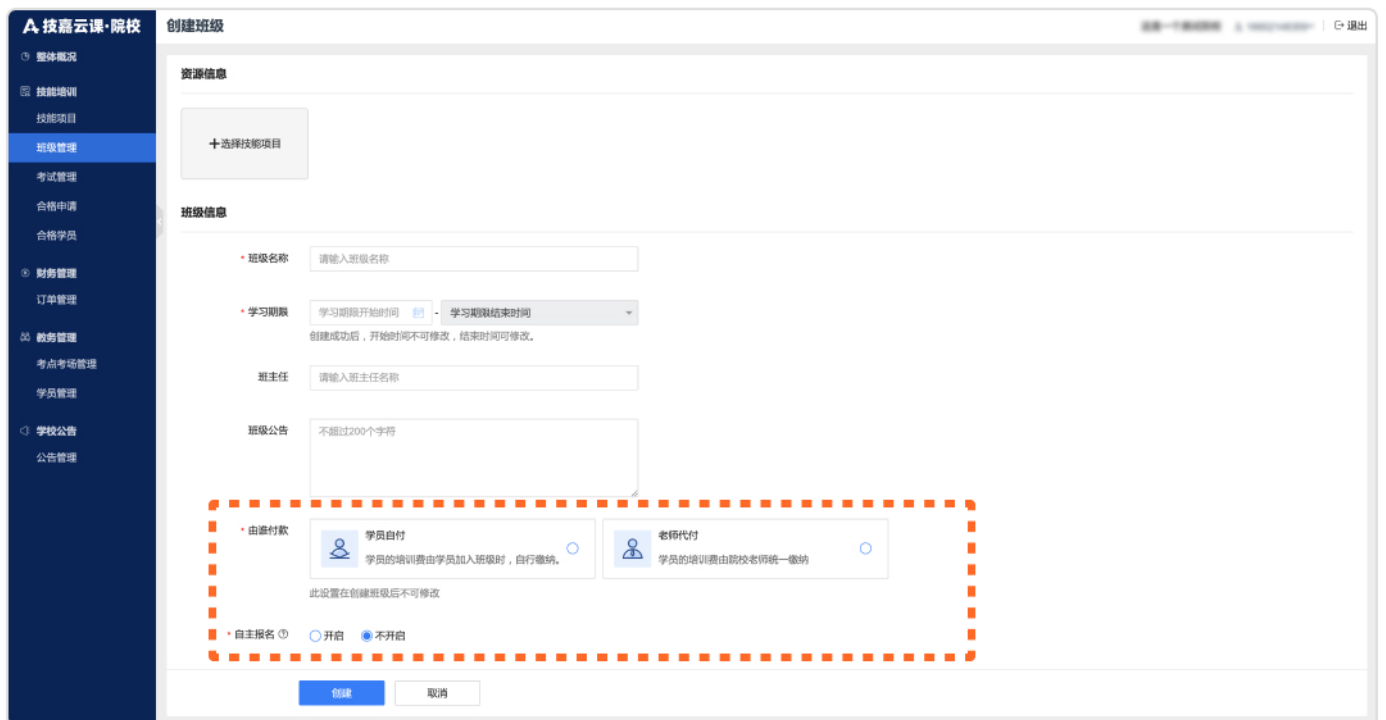 技嘉云课·院校
创建班级
退出
整体概况
技能培训
技能项目
班级管理
考试管理
合格申请
合格学员
财务管理
订单管理
教务管理
考点考场管理
学员管理
学校公告
公告管理
资源信息
+选择技能项目
班级信息
* 班级名称 请输入班级名称
* 学习期限 学习期限开始时间 - 学习期限结束时间
创建成功后，开始时间不可修改，结束时间可修改。
班主任 请输入班主任名称
班级公告 不超过200个字符
* 由谁付款
学员自付
学员的培训费由学员加入班级时，自行缴纳。
老师代付
学员的培训费由院校老师统一缴纳
此设置在创建班级后不可修改
* 自主报名 ? 开启 不开启
创建 取消